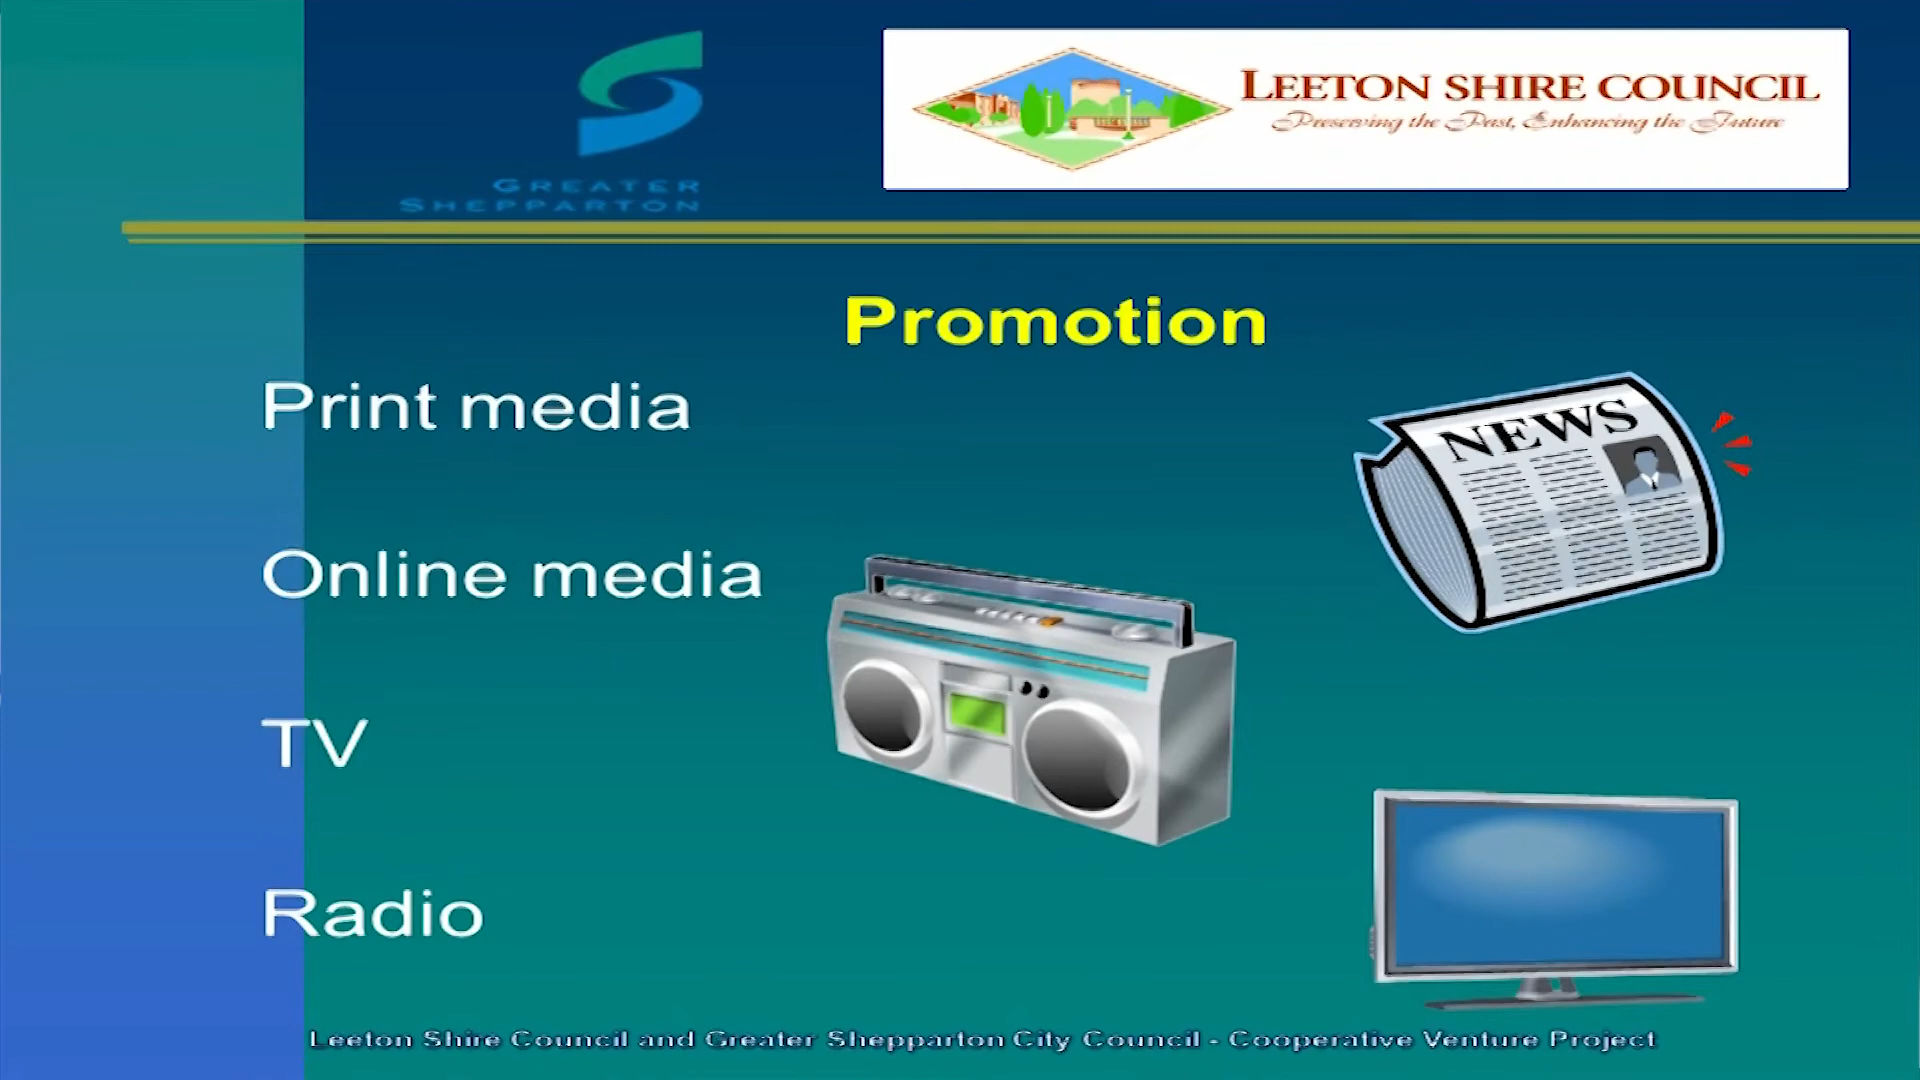 GREATER
SHEPPARTON
LEETON SHIRE COUNCIL
Preserving the Past, Enhancing the Future
Promotion
Print media
NEWS
Online media
TV
Radio
Leeton Shire Council and Greater Shepparton City Council - Cooperative Venture Project